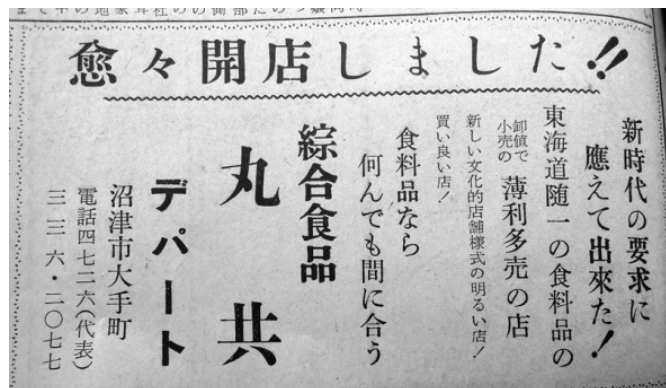 愈々開店しました!!
新時代の要求に
應えて出來た!
東海道随一の食料品の
卸値で
小売の
薄利多売の店
新しい文化的店舗様式の明るい店!
買い良い店!
食料品なら
何んでも間に合う
綜合食品
丸共
デパート
沼津市大手町
電話四七二六(代表)
三三六・二〇七七